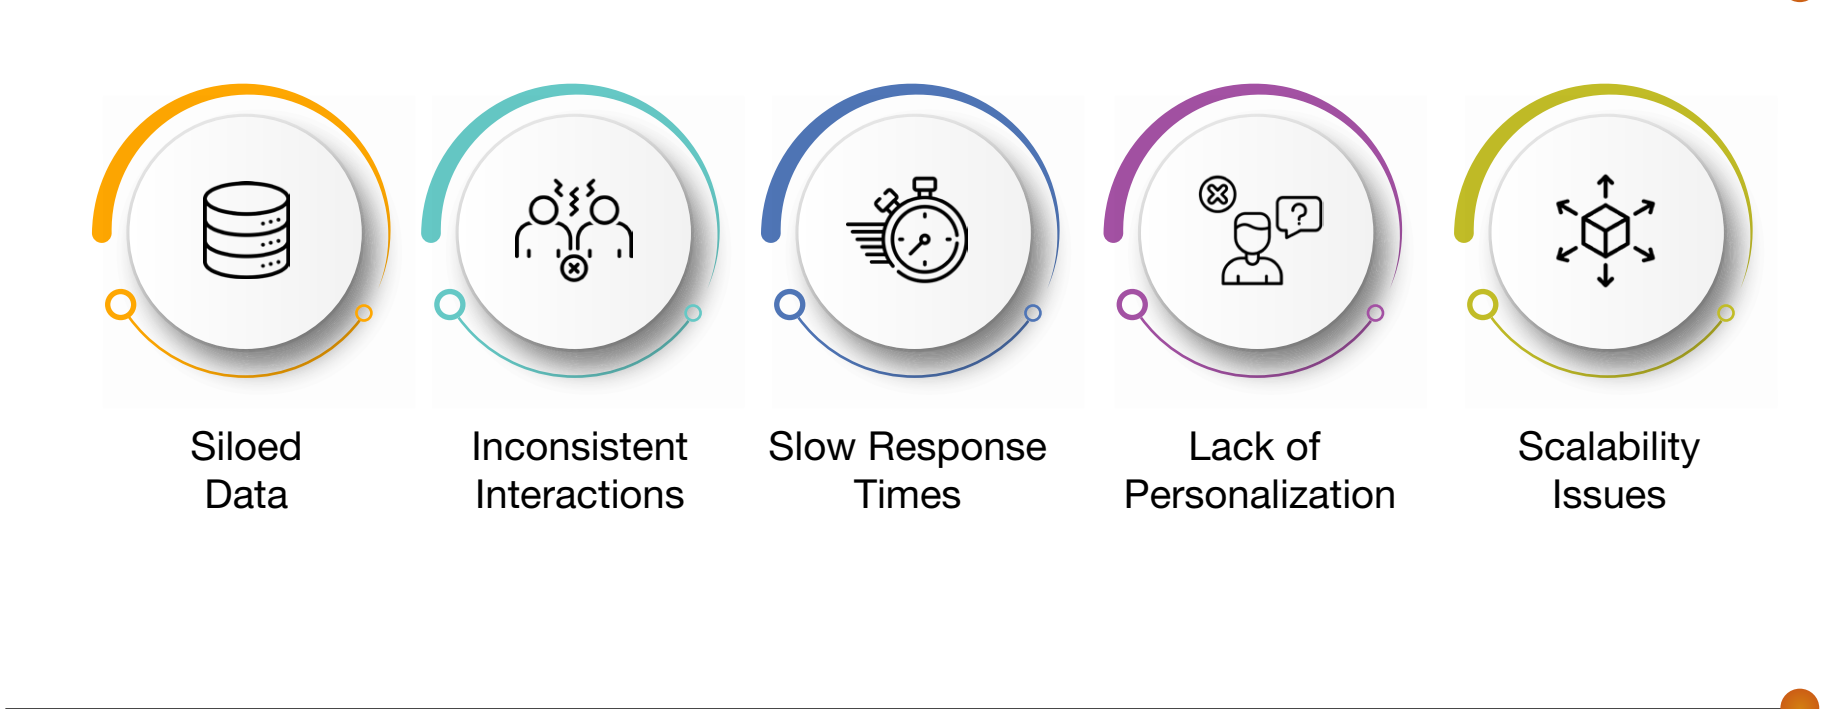 Siloed
Data
Inconsistent
Interactions
Slow Response
Times
Lack of
Personalization
Scalability
Issues